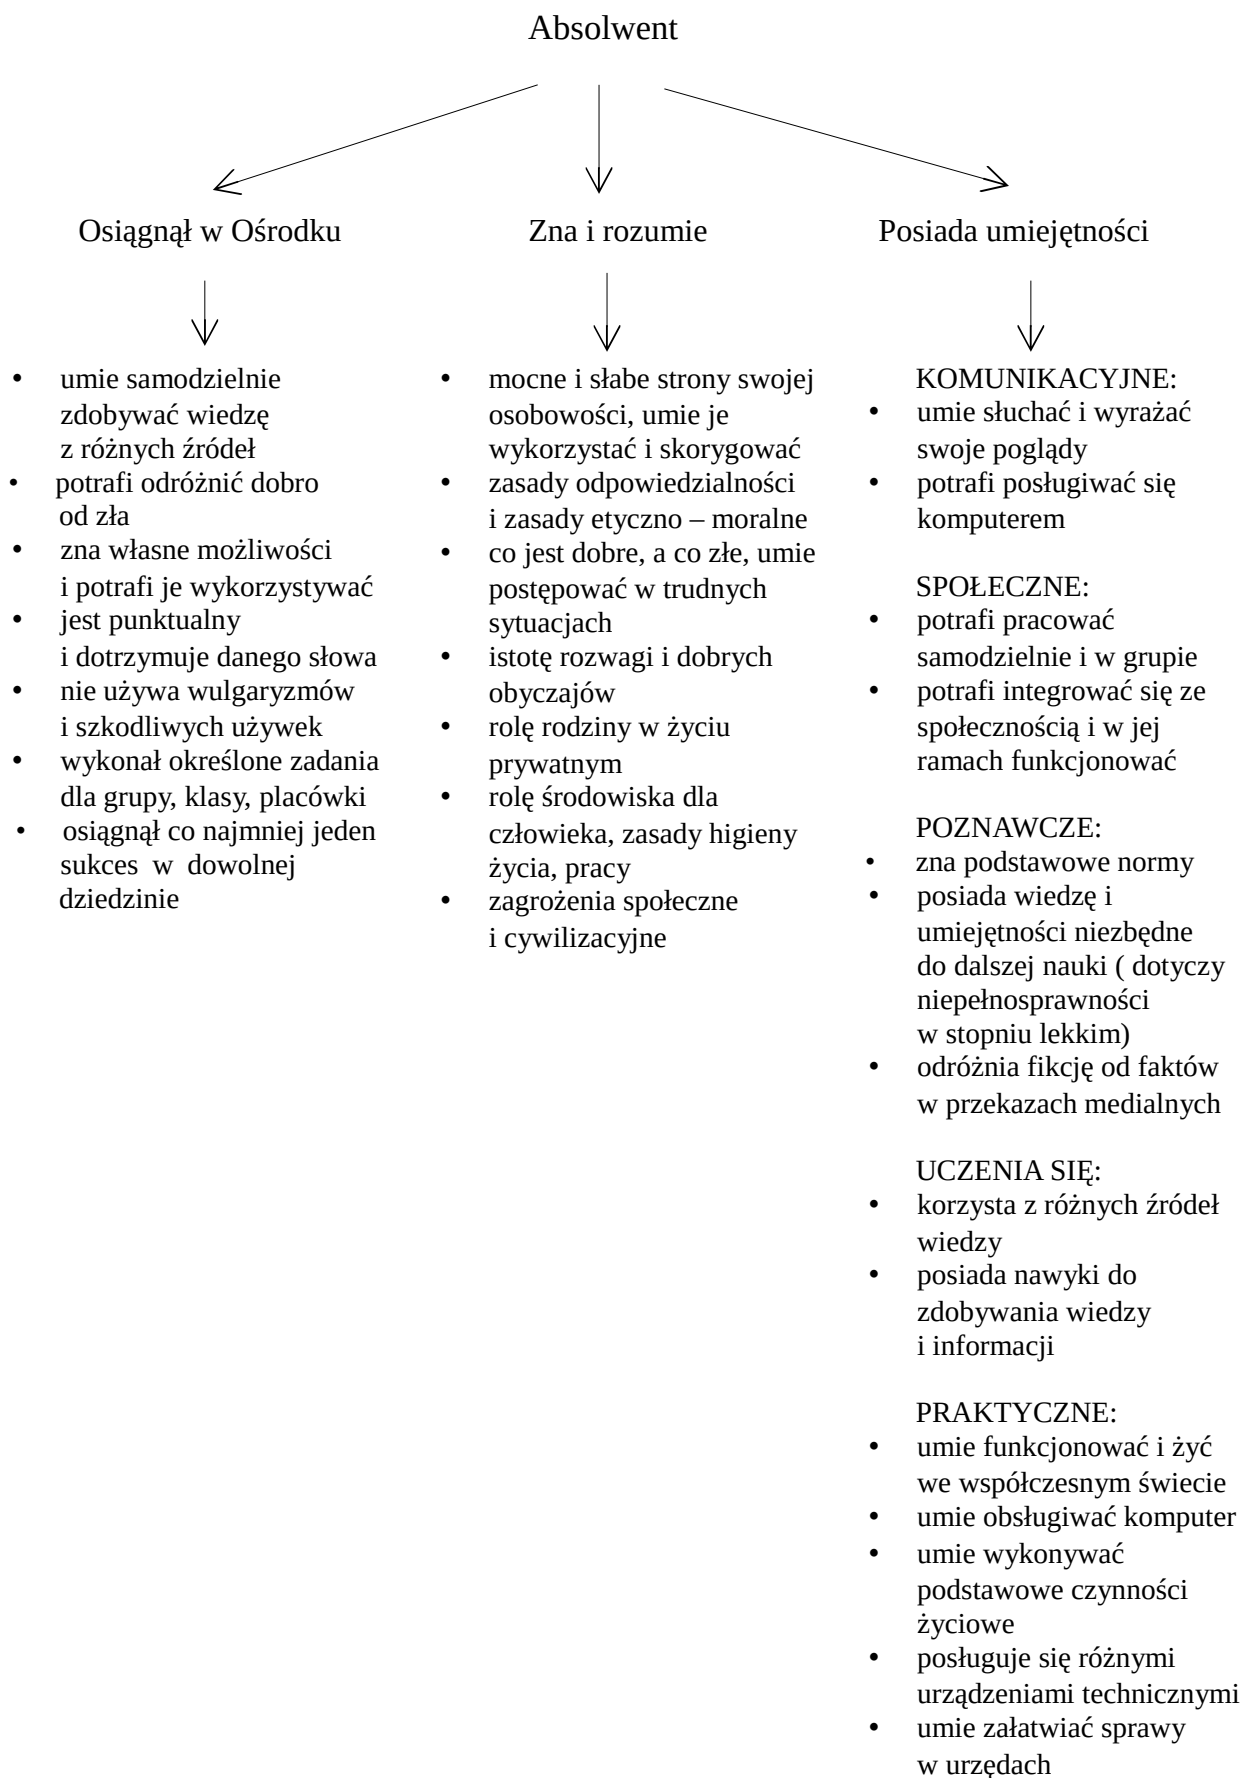 Absolwent
Osiągnął w Ośrodku
Zna i rozumie
Posiada umiejętności
• umie samodzielnie
zdobywać wiedzę
z różnych źródeł
• potrafi odróżnić dobro
od zła
• zna własne możliwości
i potrafi je wykorzystywać
• jest punktualny
i dotrzymuje danego słowa
• nie używa wulgaryzmów
i szkodliwych używek
• wykonał określone zadania
dla grupy, klasy, placówki
• osiągnął co najmniej jeden
sukces w dowolnej
dziedzinie
• mocne i słabe strony swojej
osobowości, umie je
wykorzystać i skorygować
• zasady odpowiedzialności
i zasady etyczno – moralne
• co jest dobre, a co złe, umie
postępować w trudnych
sytuacjach
• istotę rozwagi i dobrych
obyczajów
• rolę rodziny w życiu
prywatnym
• rolę środowiska dla
człowieka, zasady higieny
życia, pracy
• zagrożenia społeczne
i cywilizacyjne
KOMUNIKACYJNE:
• umie słuchać i wyrażać
swoje poglądy
• potrafi posługiwać się
komputerem
SPOŁECZNE:
• potrafi pracować
samodzielnie i w grupie
• potrafi integrować się ze
społecznością i w jej
ramach funkcjonować
POZNAWCZE:
• zna podstawowe normy
• posiada wiedzę i
umiejętności niezbędne
do dalszej nauki ( dotyczy
niepełnosprawności
w stopniu lekkim)
• odróżnia fikcję od faktów
w przekazach medialnych
UCZENIA SIĘ:
• korzysta z różnych źródeł
wiedzy
• posiada nawyki do
zdobywania wiedzy
i informacji
PRAKTYCZNE:
• umie funkcjonować i żyć
we współczesnym świecie
• umie obsługiwać komputer
• umie wykonywać
podstawowe czynności
życiowe
• posługuje się różnymi
urządzeniami technicznymi
• umie załatwiać sprawy
w urzędach